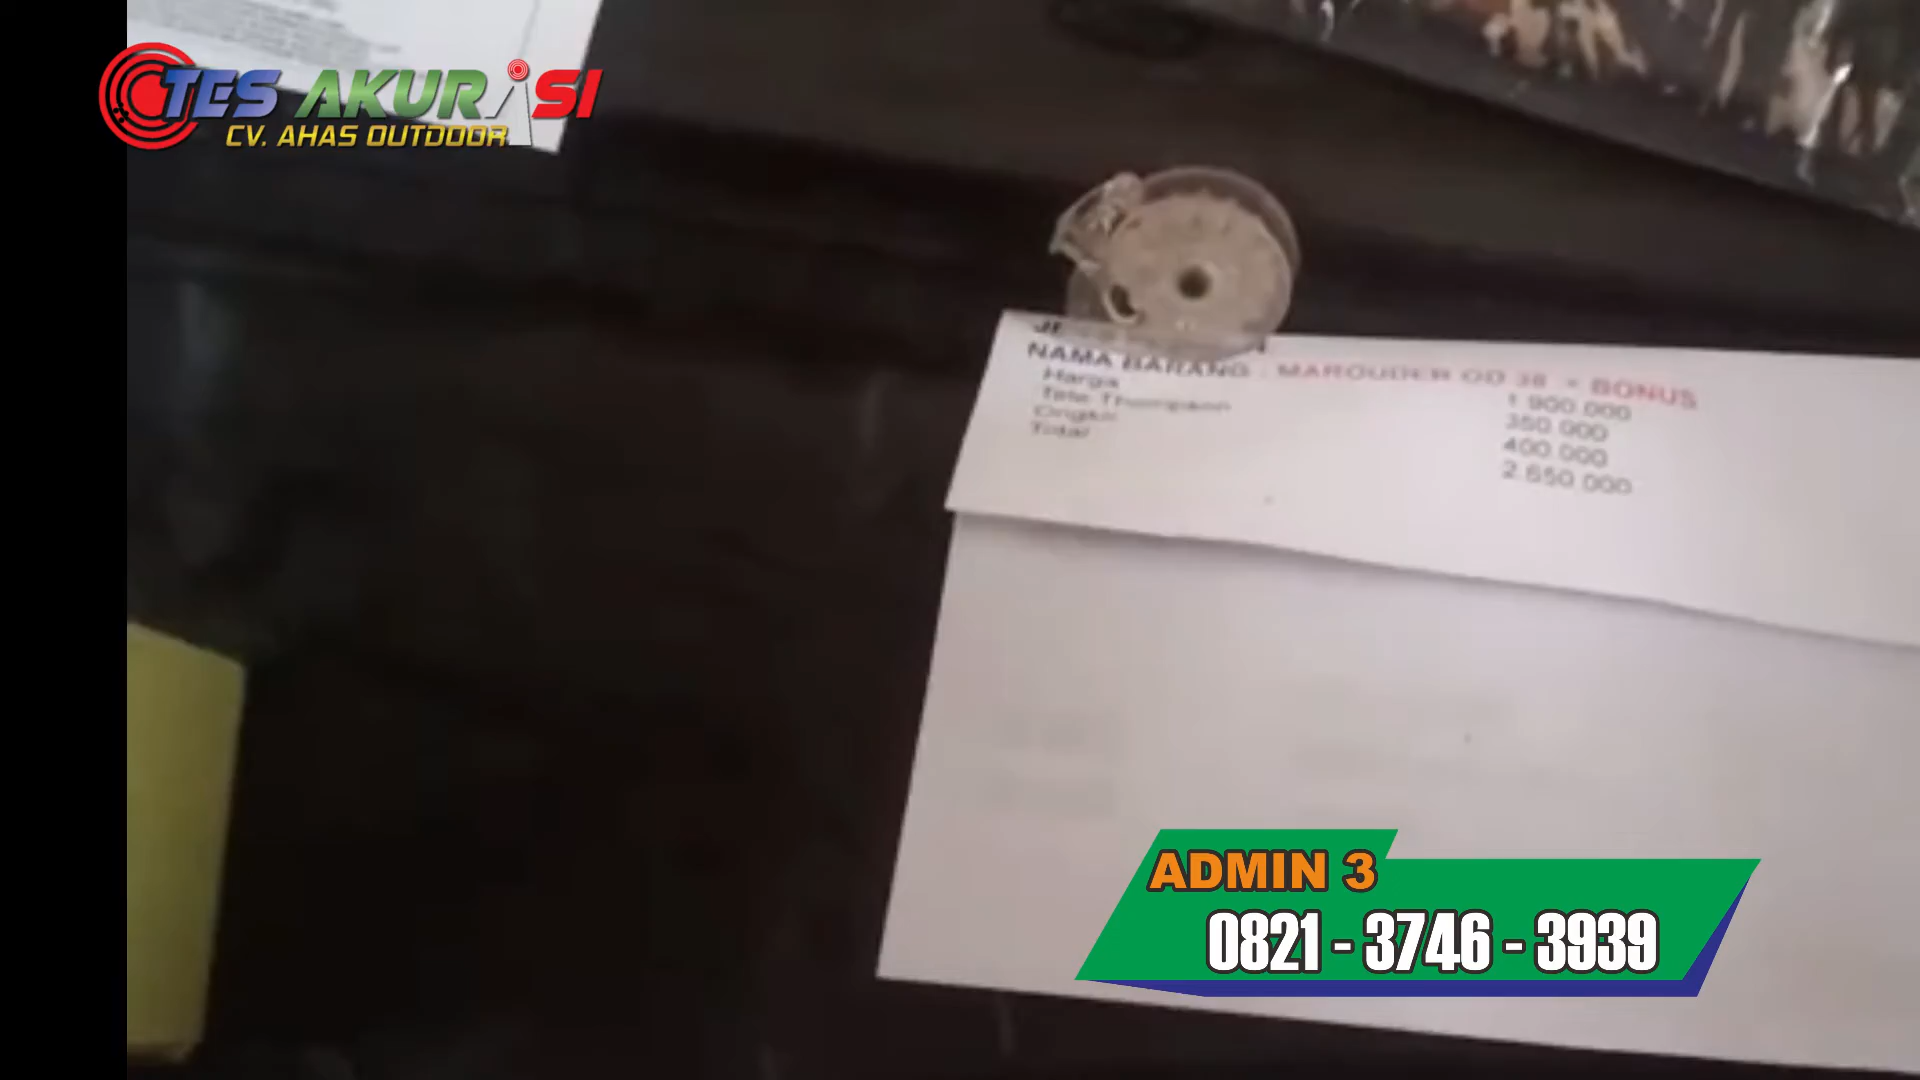 TES AKURASI
CV. AHAS OUTDOOR
NAMA BARANG : MAROUDER OD 38 + BONUS
Harga 1.900.000
Tele Thompson 350.000
Ongkir 400.000
Total 2.650.000
ADMIN 3
0821 - 3746 - 3939